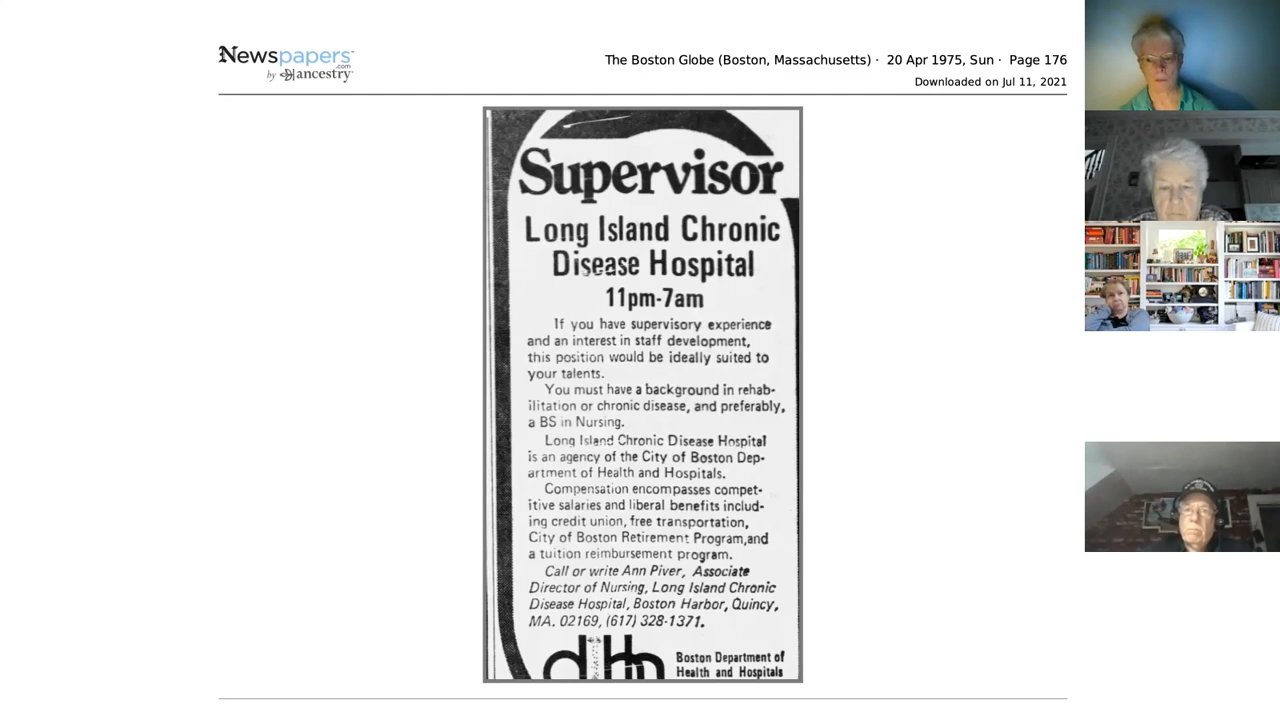 Newspapers.com
by ancestry
The Boston Globe (Boston, Massachusetts) · 20 Apr 1975, Sun · Page 176
Downloaded on Jul 11, 2021
Supervisor
Long Island Chronic
Disease Hospital
11pm-7am
If you have supervisory experience
and an interest in staff development,
this position would be ideally suited to
your talents.
You must have a background in rehab-
ilitation or chronic disease, and preferably,
a BS in Nursing.
Long Island Chronic Disease Hospital
is an agency of the City of Boston Dep-
artment of Health and Hospitals.
Compensation encompasses compet-
itive salaries and liberal benefits includ-
ing credit union, free transportation,
City of Boston Retirement Program,and
a tuition reimbursement program.
Call or write Ann Piver, Associate
Director of Nursing, Long Island Chronic
Disease Hospital, Boston Harbor, Quincy,
MA. 02169, (617) 328-1371.
dhh
Boston Department of
Health and Hospitals